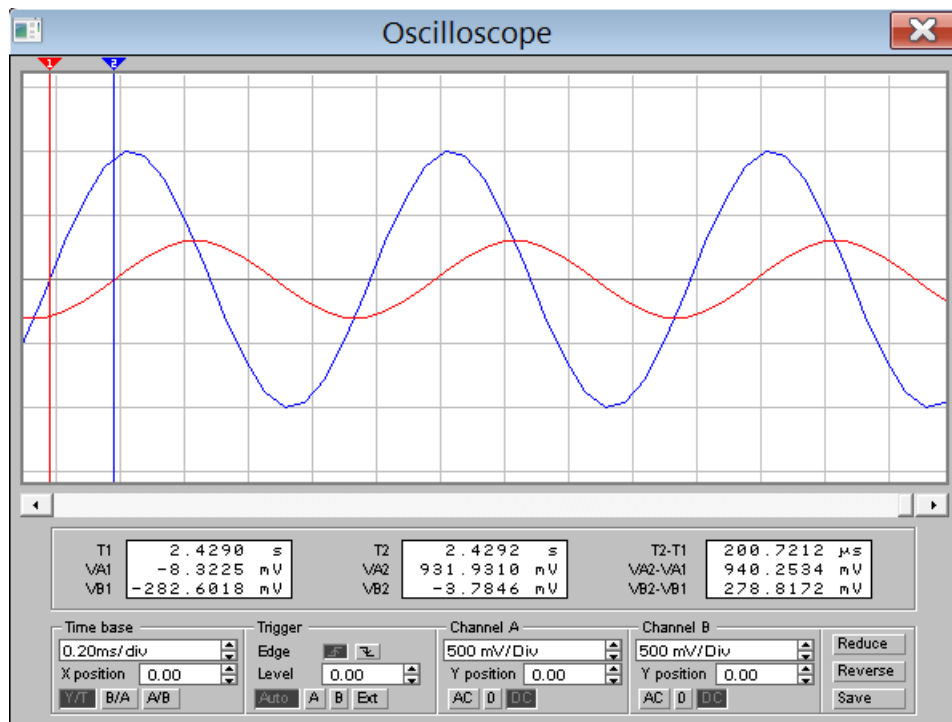 Oscilloscope
1 2
T1 2.4290 s T2 2.4292 s T2-T1 200.7212 µs
VA1 -8.3225 mV VA2 931.9310 mV VA2-VA1 940.2534 mV
VB1 -282.6018 mV VB2 -3.7846 mV VB2-VB1 278.8172 mV
Time base Trigger Channel A Channel B
0.20ms/div Edge 500 mV/Div 500 mV/Div Reduce
X position 0.00 Level 0.00 Y position 0.00 Y position 0.00 Reverse
Y/T B/A A/B Auto A B Ext AC 0 DC AC 0 DC Save